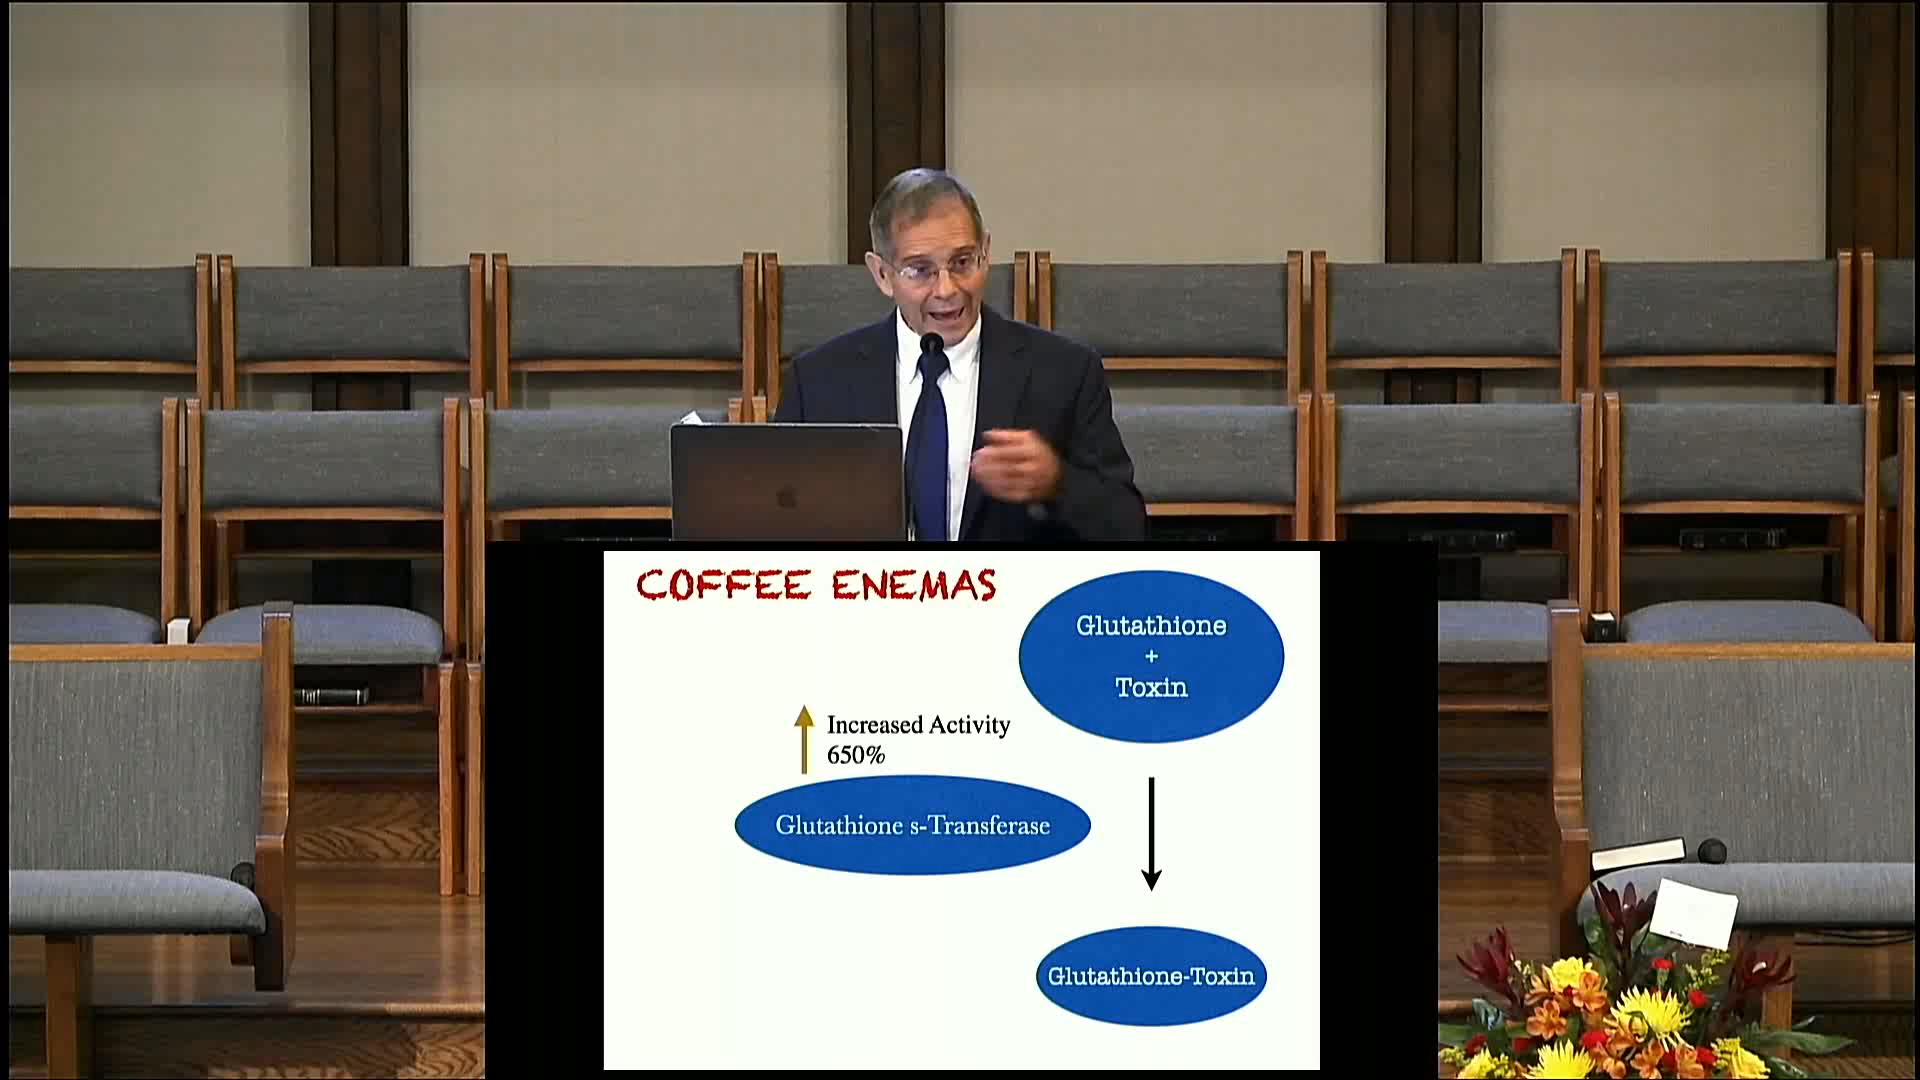 COFFEE ENEMAS
Glutathione
+
Toxin
Increased Activity
650%
Glutathione s-Transferase
Glutathione-Toxin